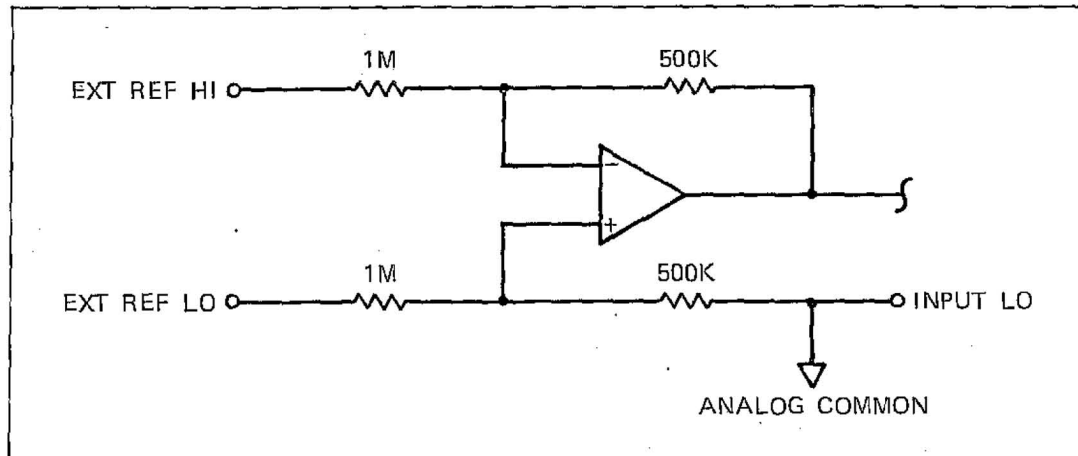 1M
500K
EXT REF HI
−
+
1M
500K
EXT REF LO
INPUT LO
ANALOG COMMON